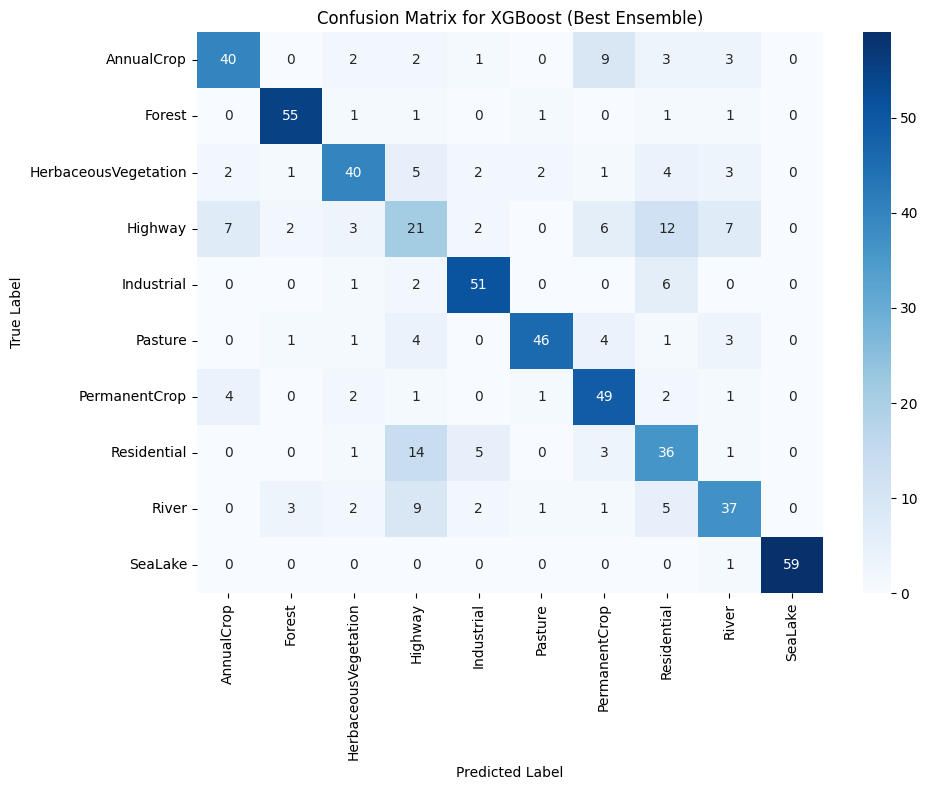 Confusion Matrix for XGBoost (Best Ensemble)
AnnualCrop 40 0 2 2 1 0 9 3 3 0
Forest 0 55 1 1 0 1 0 1 1 0
HerbaceousVegetation 2 1 40 5 2 2 1 4 3 0
Highway 7 2 3 21 2 0 6 12 7 0
Industrial 0 0 1 2 51 0 0 6 0 0
Pasture 0 1 1 4 0 46 4 1 3 0
PermanentCrop 4 0 2 1 0 1 49 2 1 0
Residential 0 0 1 14 5 0 3 36 1 0
River 0 3 2 9 2 1 1 5 37 0
SeaLake 0 0 0 0 0 0 0 0 1 59
True Label
AnnualCrop
Forest
HerbaceousVegetation
Highway
Industrial
Pasture
PermanentCrop
Residential
River
SeaLake
Predicted Label
50
40
30
20
10
0